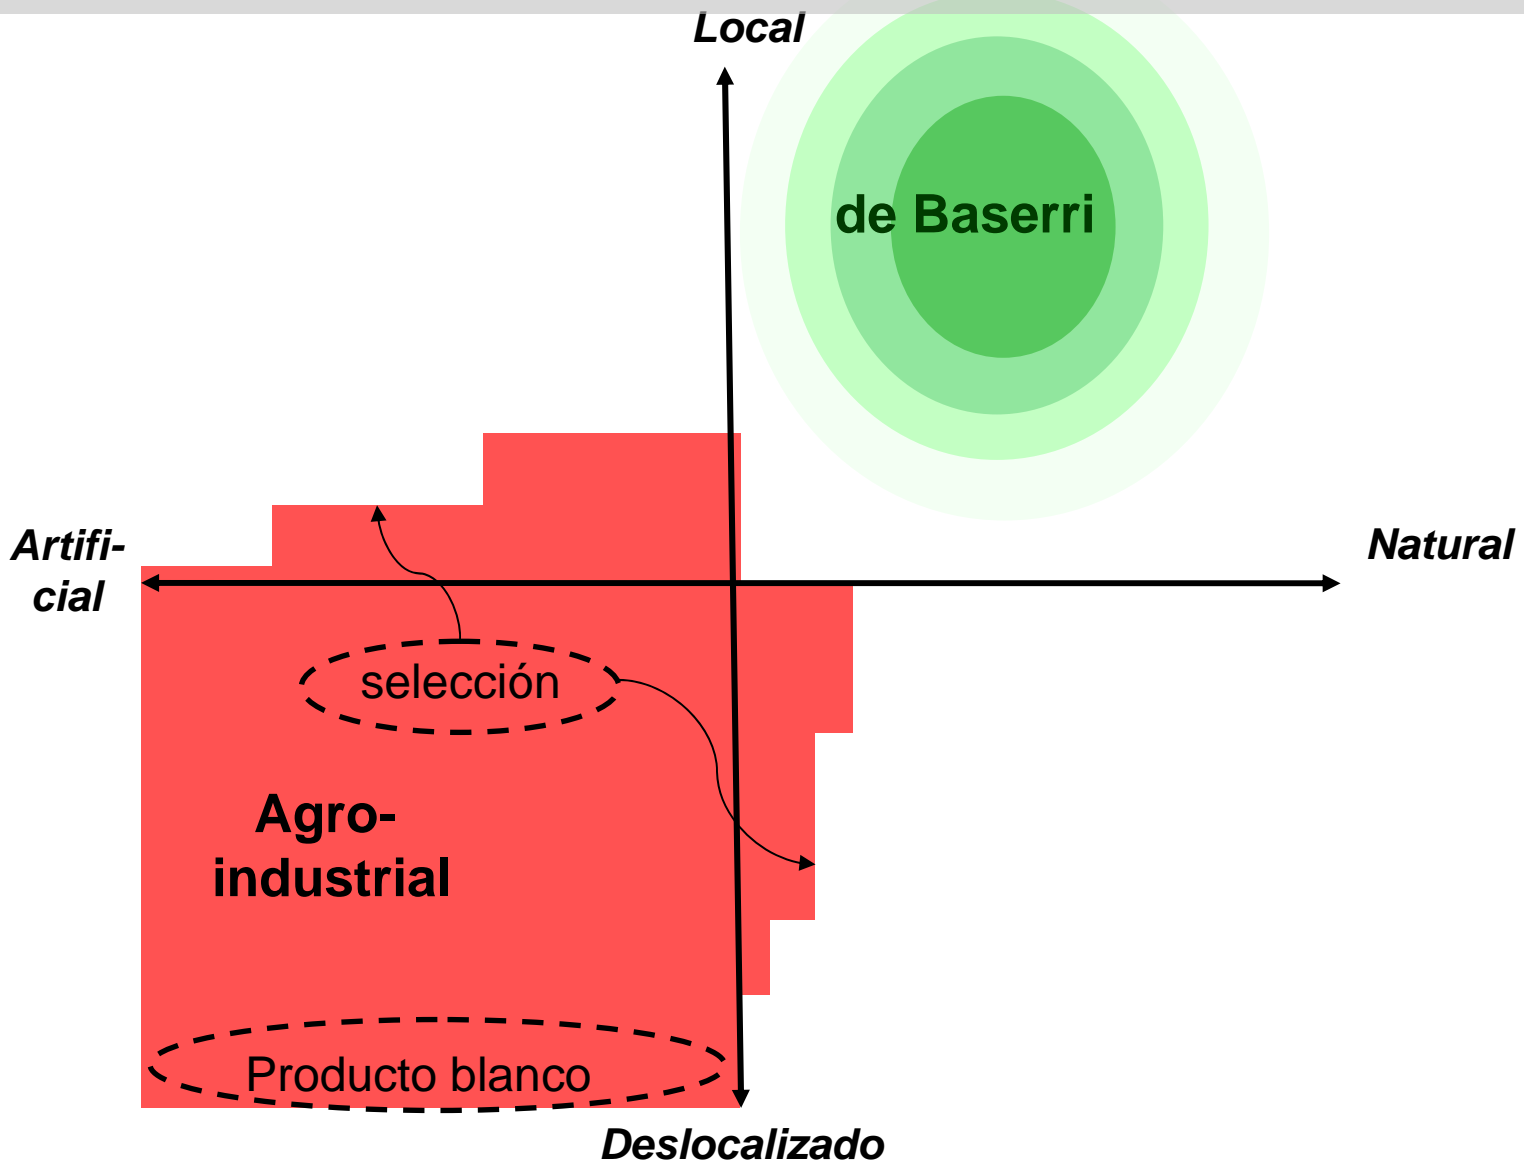 Local
de Baserri
Artifi-
cial
Natural
selección
Agro-
industrial
Producto blanco
Deslocalizado